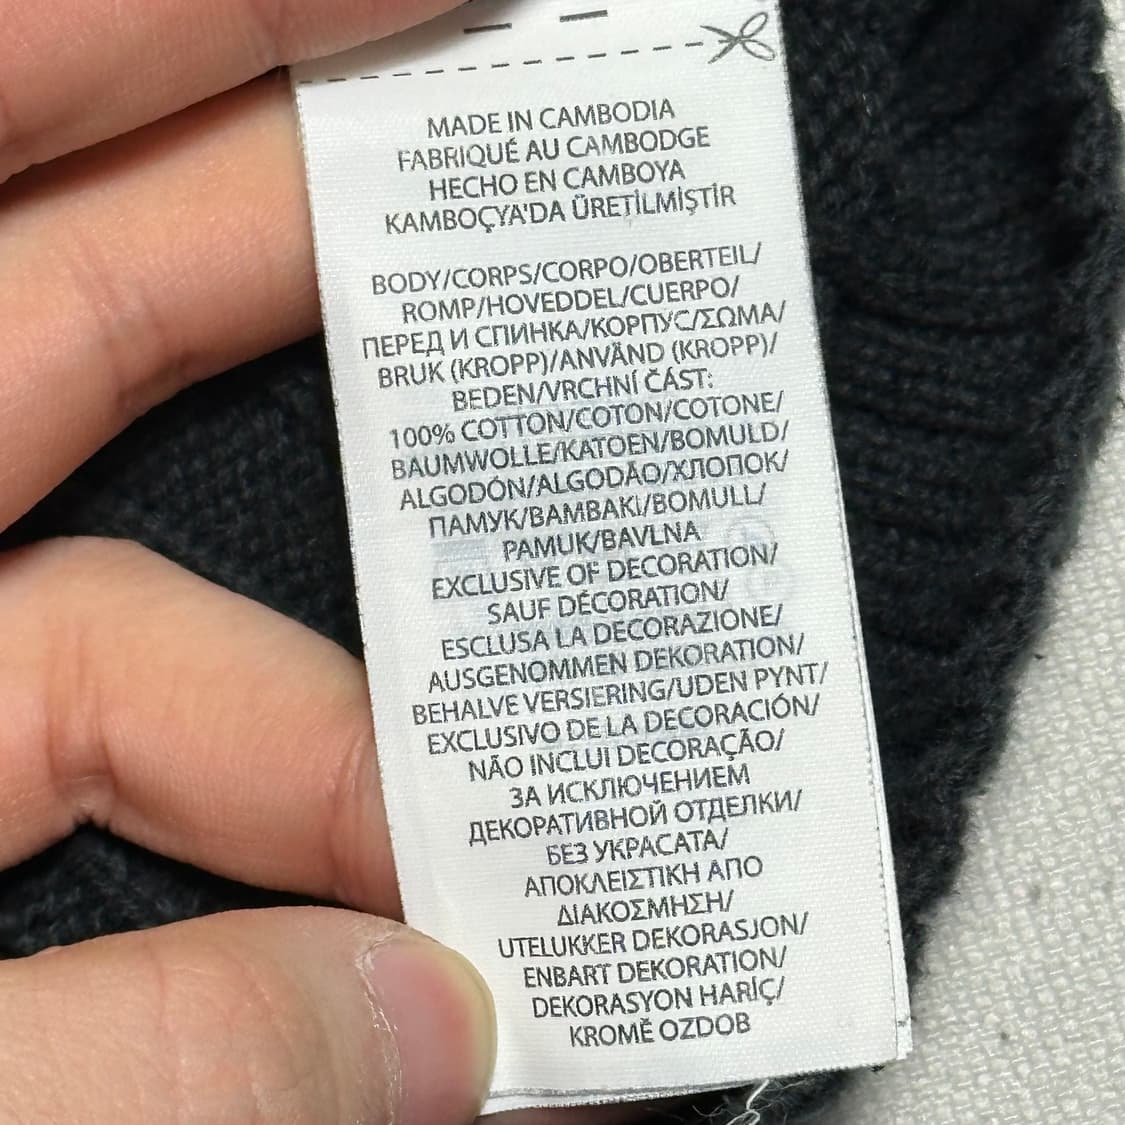 MADE IN CAMBODIA
FABRIQUÉ AU CAMBODGE
HECHO EN CAMBOYA
KAMBOÇYA'DA ÜRETİLMİŞTİR
BODY/CORPS/CORPO/OBERTEIL/
ROMP/HOVEDDEL/CUERPO/
ПЕРЕД И СПИНКА/КОРПУС/ΣΩΜΑ/
BRUK (KROPP)/ANVÄND (KROPP)/
BEDEN/VRCHNÍ ČÁST:
100% COTTON/COTON/COTONE/
BAUMWOLLE/KATOEN/BOMULD/
ALGODÓN/ALGODÃO/ХЛОПОК/
ПАМУК/ΒΑΜΒΑΚΙ/BOMULL/
PAMUK/BAVLNA
EXCLUSIVE OF DECORATION/
SAUF DÉCORATION/
ESCLUSA LA DECORAZIONE/
AUSGENOMMEN DEKORATION/
BEHALVE VERSIERING/UDEN PYNT/
EXCLUSIVO DE LA DECORACIÓN/
NÃO INCLUI DECORAÇÃO/
ЗА ИСКЛЮЧЕНИЕМ
ДЕКОРАТИВНОЙ ОТДЕЛКИ/
БЕЗ УКРАСАТА/
ΑΠΟΚΛΕΙΣΤΙΚΗ ΑΠΟ
ΔΙΑΚΟΣΜΗΣΗ/
UTELUKKER DEKORASJON/
ENBART DEKORATION/
DEKORASYON HARİÇ/
KROMĚ OZDOB